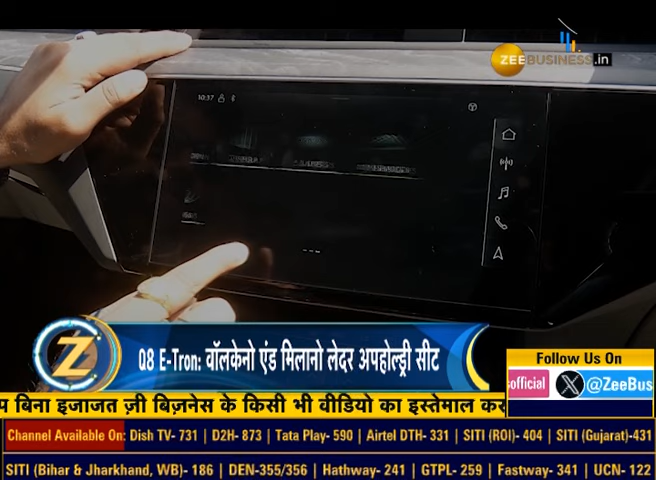 ZEEBUSINESS.in
10:37
Q8 E-Tron: वॉलकेनो एंड मिलानो लेदर अपहोल्ड्री सीट
Z
Follow Us On
official X @ZeeBus
बिना इजाजत ज़ी बिज़नेस के किसी भी वीडियो का इस्तेमाल कर
Channel Available On: Dish TV- 731 | D2H- 873 | Tata Play- 590 | Airtel DTH- 331 | SITI (ROI)- 404 | SITI (Gujarat)-431
SITI (Bihar & Jharkhand, WB)- 186 | DEN-355/356 | Hathway- 241 | GTPL- 259 | Fastway- 341 | UCN- 122